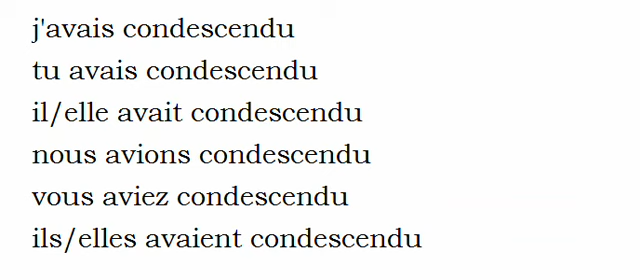 j'avais condescendu
tu avais condescendu
il/elle avait condescendu
nous avions condescendu
vous aviez condescendu
ils/elles avaient condescendu